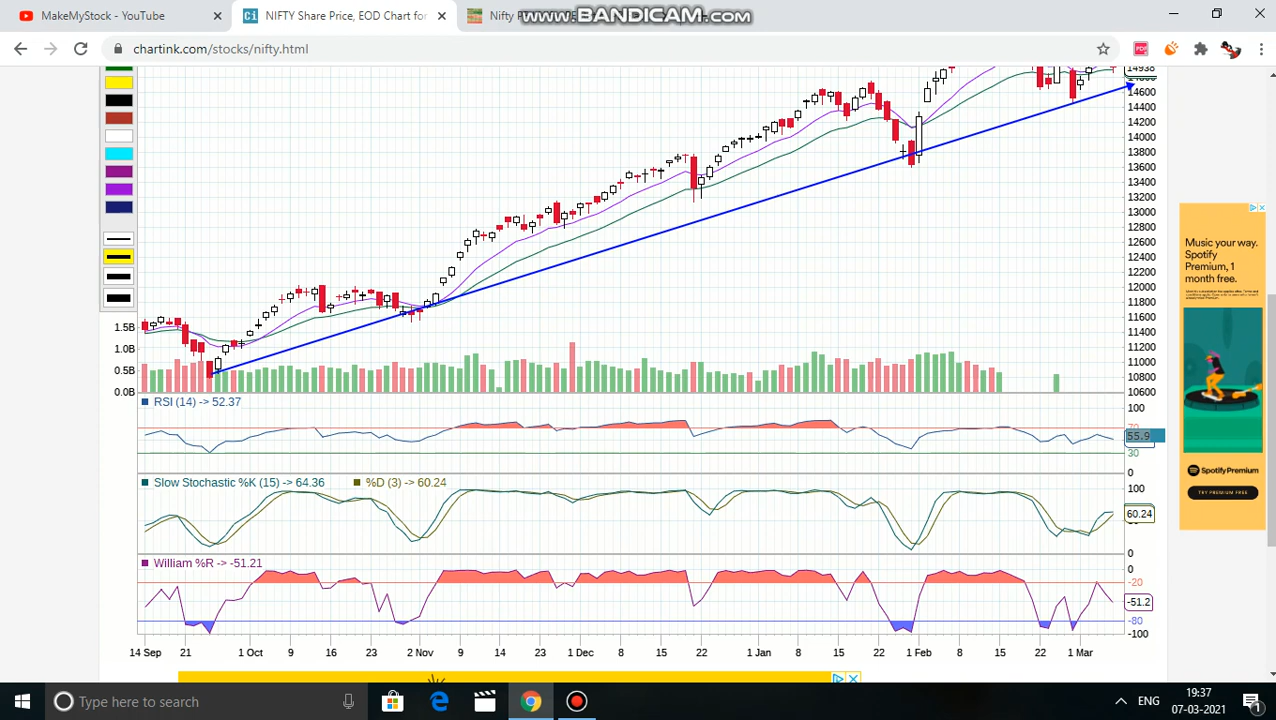 MakeMyStock - YouTube
NIFTY Share Price, EOD Chart for
Nifty
www.BANDICAM.com
chartink.com/stocks/nifty.html
PDF
14938
14600
14400
14200
14000
13800
13600
13400
13200
13000
12800
12600
12400
12200
12000
11800
11600
11400
11200
11000
10800
10600
1.5B
1.0B
0.5B
0.0B
RSI (14) -> 52.37
100
70
55.9
30
0
Slow Stochastic %K (15) -> 64.36 %D (3) -> 60.24
100
60.24
0
William %R -> -51.21
0
-20
-51.2
-80
-100
14 Sep 21 1 Oct 9 16 23 2 Nov 9 14 23 1 Dec 8 15 22 1 Jan 8 15 22 1 Feb 8 15 22 1 Mar
Music your way.
Spotify
Premium, 1
month free.
Spotify Premium
TRY PREMIUM FREE
Type here to search
ENG
19:37
07-03-2021
1